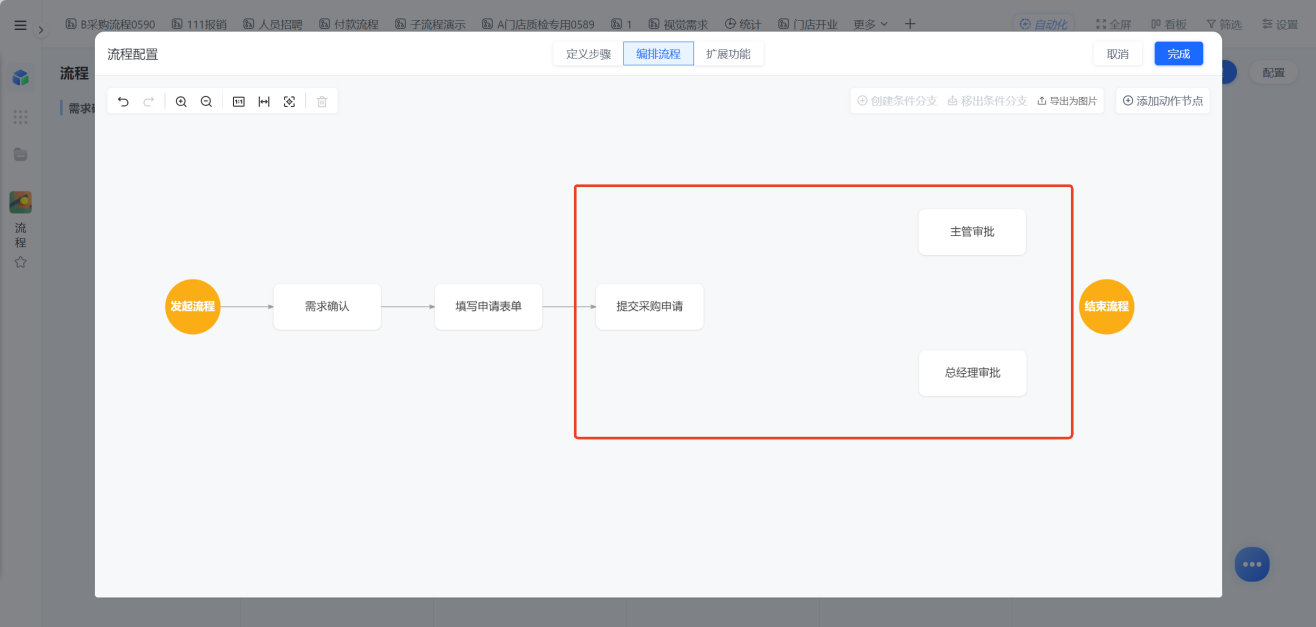 B采购流程0590 111报销 人员招聘 付款流程 子流程演示 A门店质检专用0589 1 视觉需求 统计 门店开业 更多 自动化 全屏 看板 筛选 设置
流程配置 定义步骤 编排流程 扩展功能 取消 完成
流程 配置
需求
创建条件分支 移出条件分支 导出为图片 添加动作节点
流
程
主管审批
发起流程 需求确认 填写申请表单 提交采购申请 结束流程
总经理审批